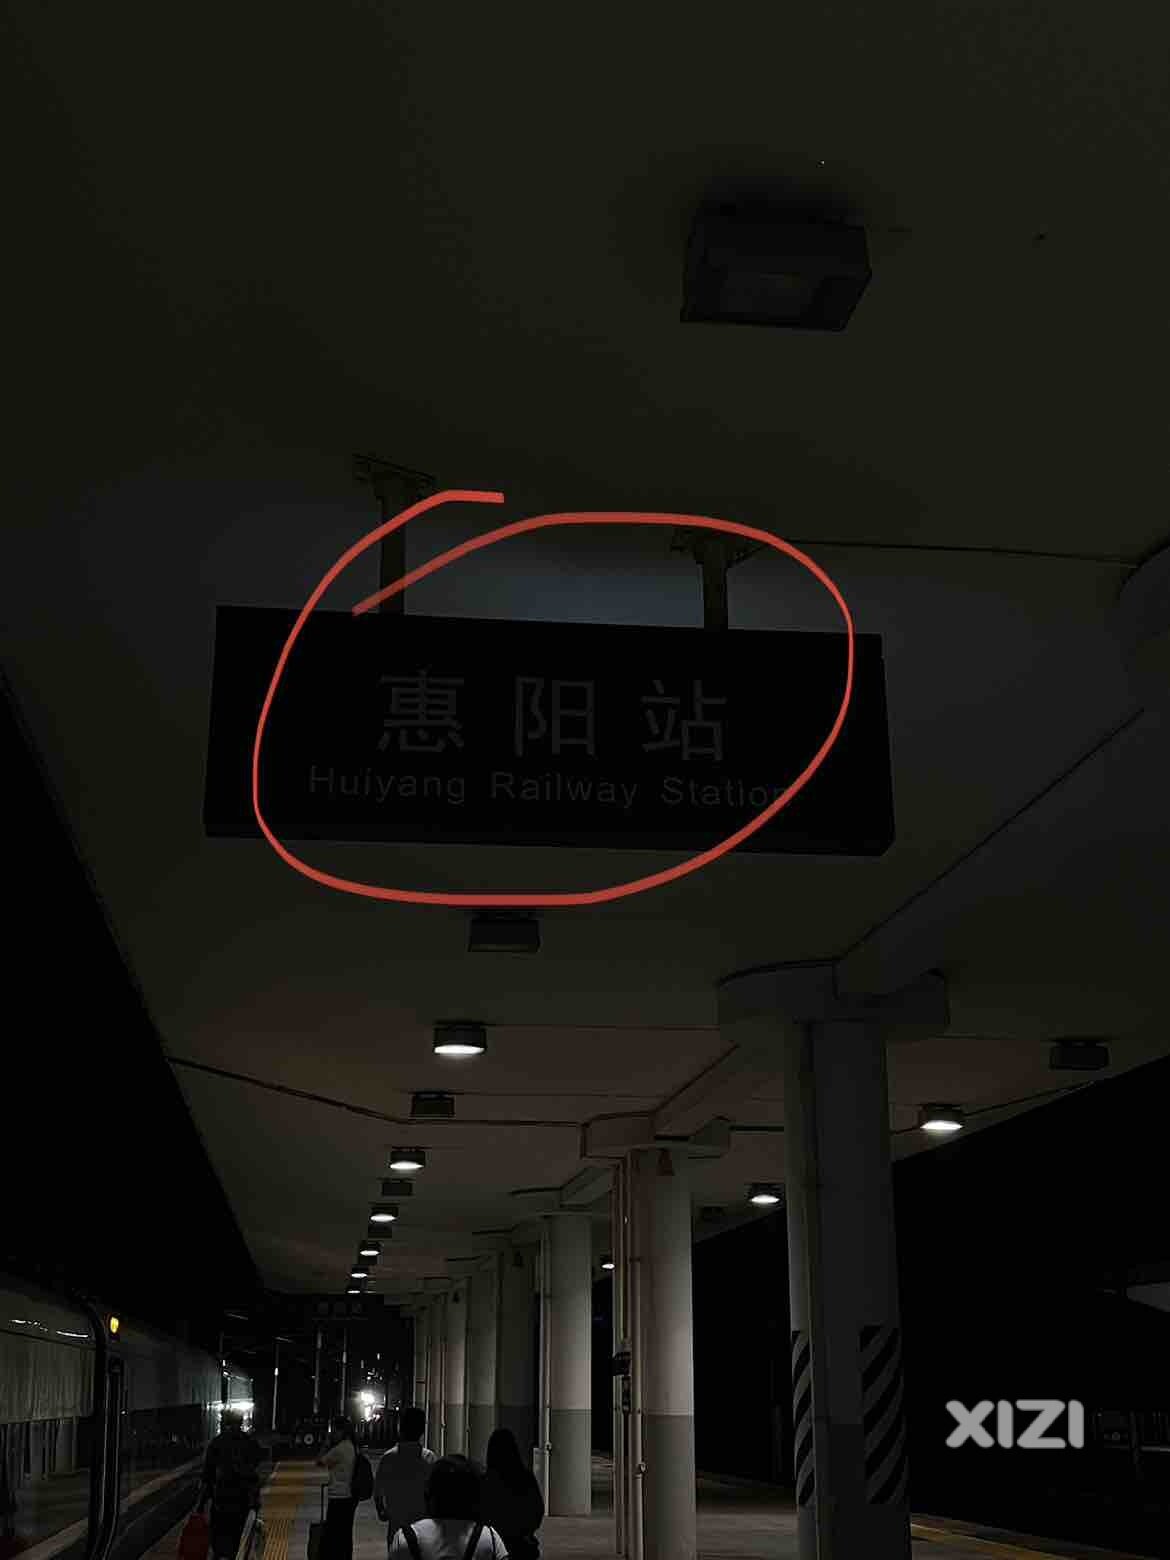 惠阳站
Huiyang Railway Station
XIZI